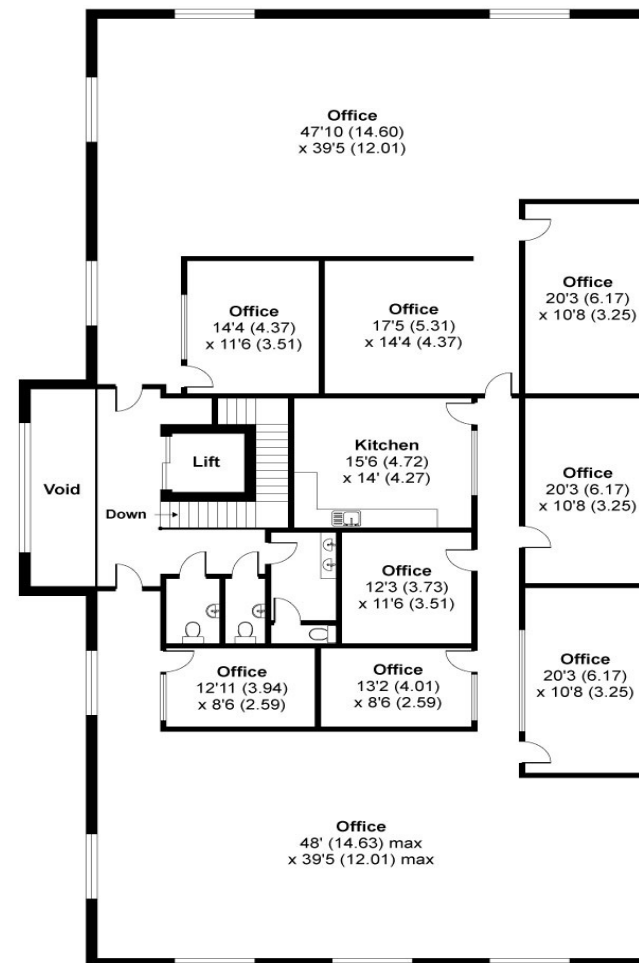 Office
47'10 (14.60)
x 39'5 (12.01)
Office
20'3 (6.17)
x 10'8 (3.25)
Office
14'4 (4.37)
x 11'6 (3.51)
Office
17'5 (5.31)
x 14'4 (4.37)
Kitchen
15'6 (4.72)
x 14' (4.27)
Lift
Void
Down
Office
20'3 (6.17)
x 10'8 (3.25)
Office
12'3 (3.73)
x 11'6 (3.51)
Office
12'11 (3.94)
x 8'6 (2.59)
Office
13'2 (4.01)
x 8'6 (2.59)
Office
20'3 (6.17)
x 10'8 (3.25)
Office
48' (14.63) max
x 39'5 (12.01) max